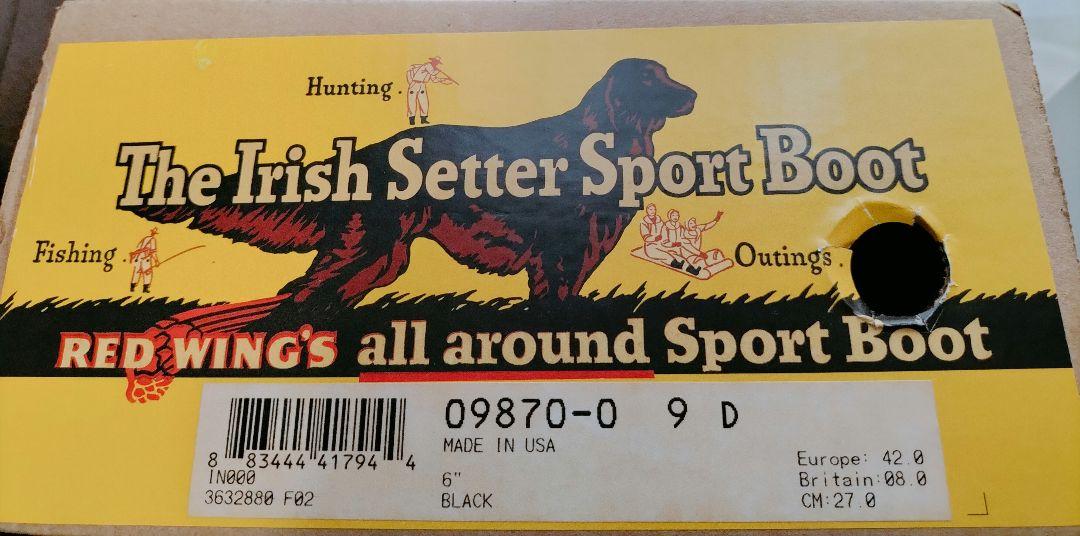 Hunting.
The Irish Setter Sport Boot
Fishing.
Outings.
RED WING'S all around Sport Boot
09870-0 9 D
MADE IN USA
8 83444 41794 4
IN000
3632880 F02
6"
BLACK
Europe: 42.0
Britain:08.0
CM:27.0